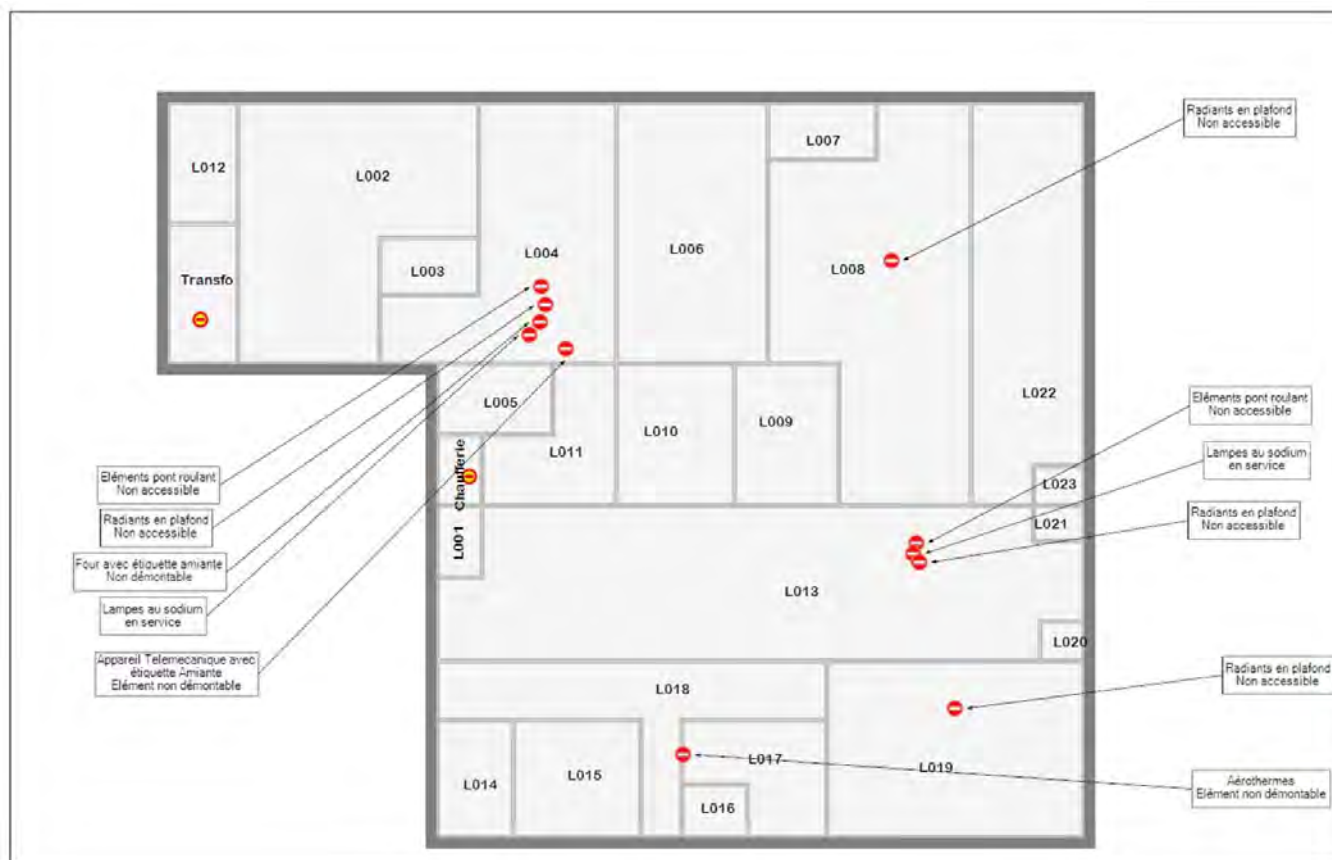 Radiants en plafond
Non accessible
L007
L012
L002
L006
L004
L008
L003
Transfo
L022
L005
L009
L010
L011
Eléments pont roulant
Non accessible
Chaufferie
L001
Lampes au sodium
en service
L023
L021
Radiants en plafond
Non accessible
Eléments pont roulant
Non accessible
Radiants en plafond
Non accessible
Four avec étiquette amiante
Non démontable
Lampes au sodium
en service
L013
L020
Appareil Telemecanique avec
étiquette Amiante
Elément non démontable
Radiants en plafond
Non accessible
L018
L017
L019
L014
L015
L016
Aérothermes
Elément non démontable